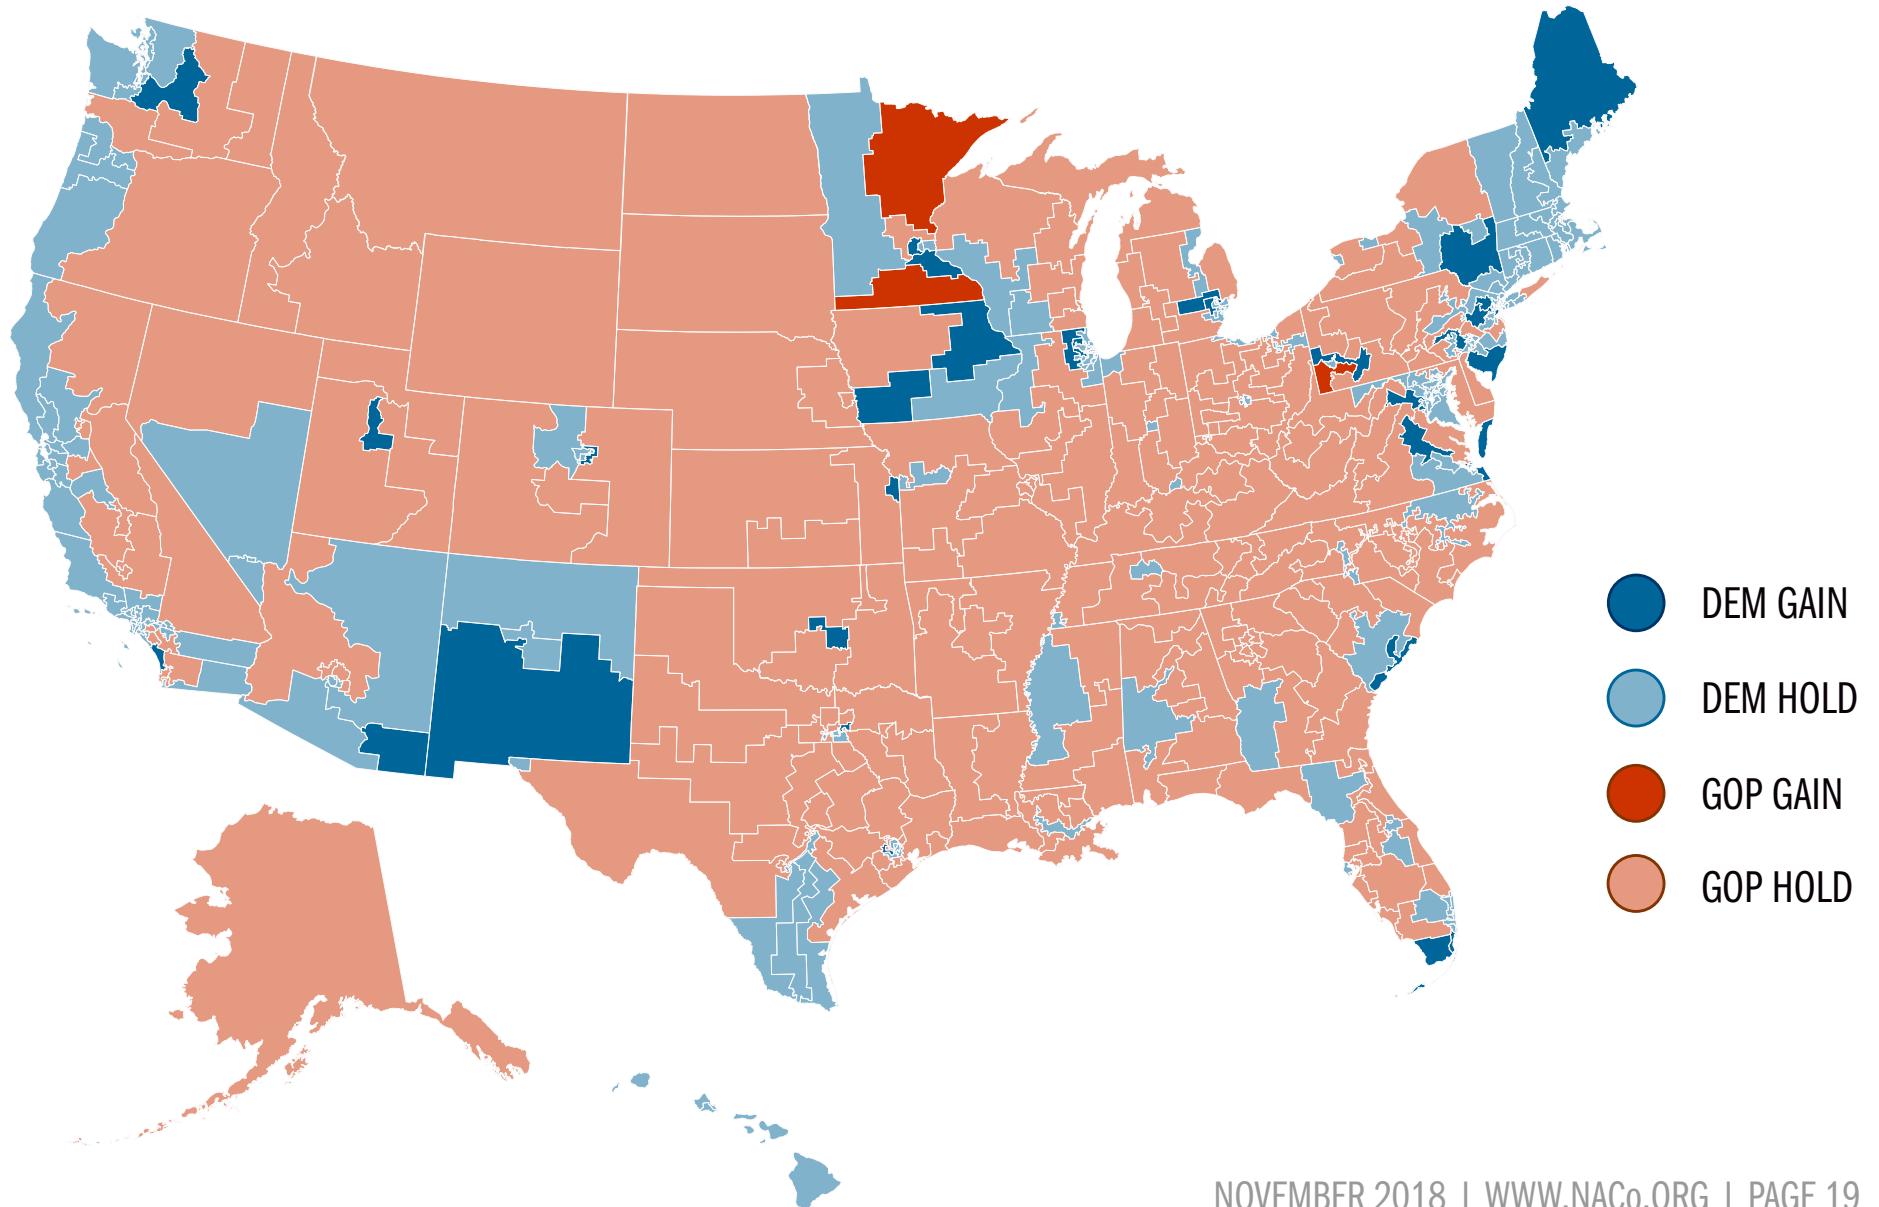 DEM GAIN
DEM HOLD
GOP GAIN
GOP HOLD
NOVEMBER 2018 | WWW.NACo.ORG | PAGE 19